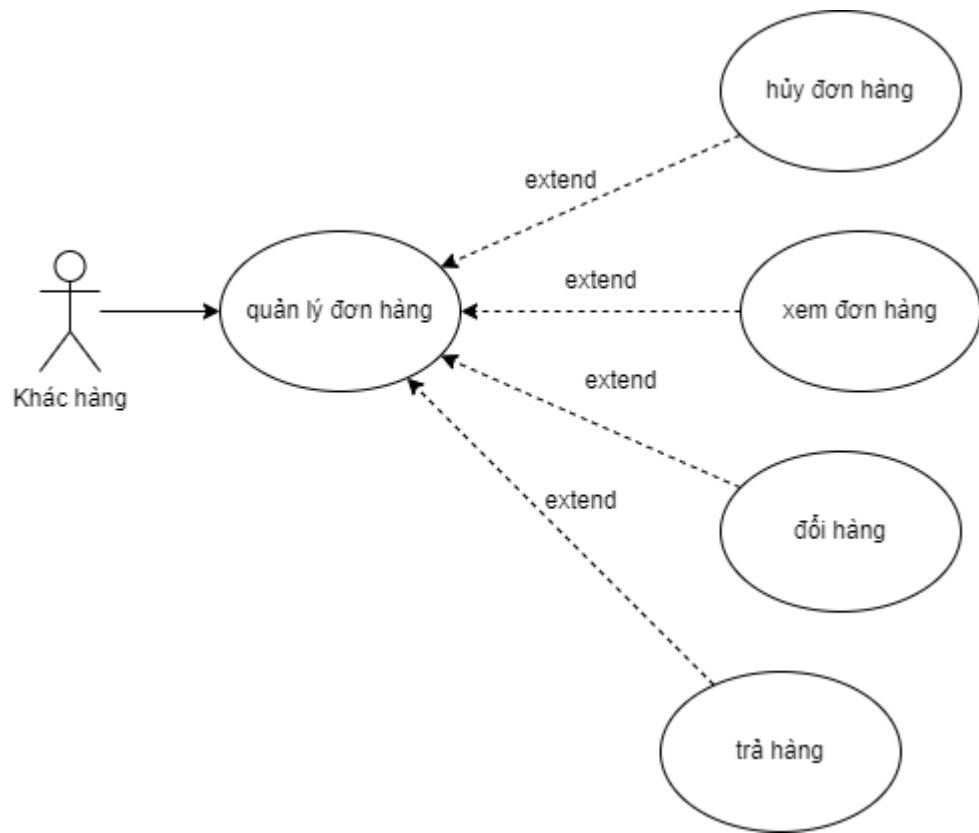 hủy đơn hàng
extend
extend
quản lý đơn hàng
xem đơn hàng
extend
Khác hàng
extend
đổi hàng
trả hàng